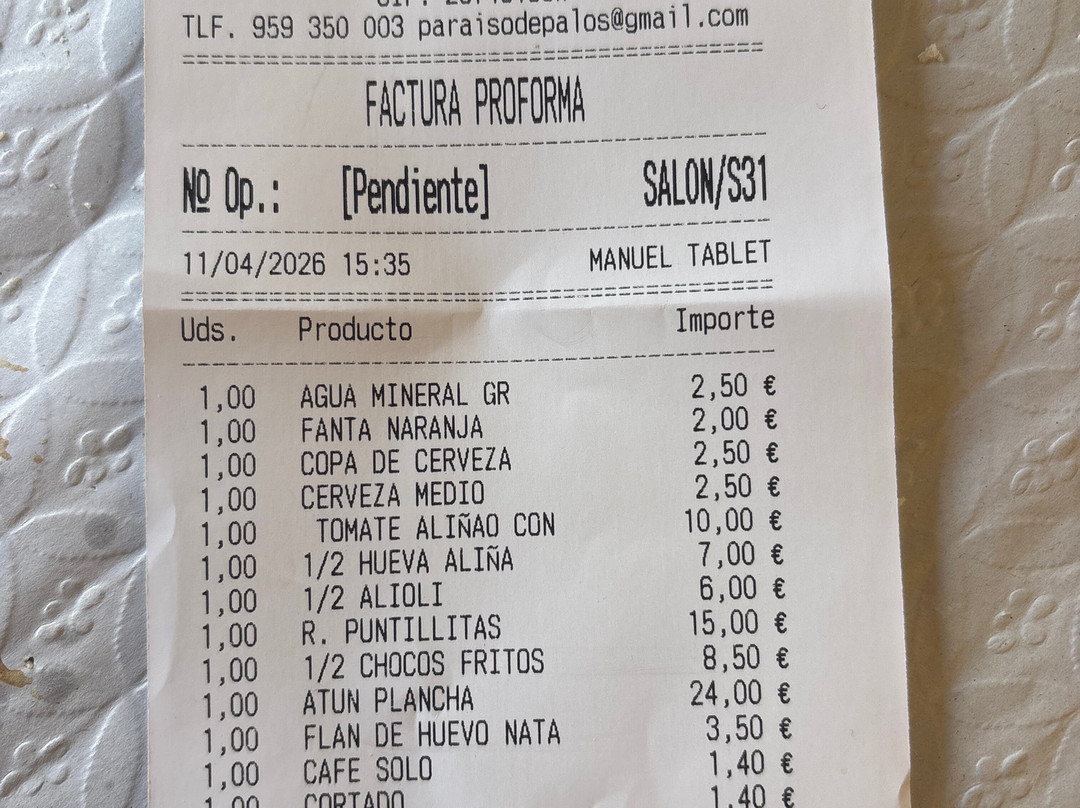 TLF. 959 350 003 paraisodepalos@gmail.com
FACTURA PROFORMA
Nº Op.: [Pendiente] SALON/S31
11/04/2026 15:35 MANUEL TABLET
Uds. Producto Importe
1,00 AGUA MINERAL GR 2,50 €
1,00 FANTA NARANJA 2,00 €
1,00 COPA DE CERVEZA 2,50 €
1,00 CERVEZA MEDIO 2,50 €
1,00 TOMATE ALIÑAO CON 10,00 €
1,00 1/2 HUEVA ALIÑA 7,00 €
1,00 1/2 ALIOLI 6,00 €
1,00 R. PUNTILLITAS 15,00 €
1,00 1/2 CHOCOS FRITOS 8,50 €
1,00 ATUN PLANCHA 24,00 €
1,00 FLAN DE HUEVO NATA 3,50 €
1,00 CAFE SOLO 1,40 €
1,00 CORTADO 1,40 €